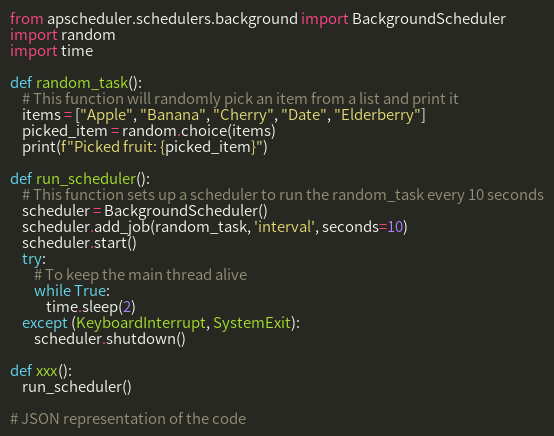 from apscheduler.schedulers.background import BackgroundScheduler
import random
import time

def random_task():
    # This function will randomly pick an item from a list and print it
    items = ["Apple", "Banana", "Cherry", "Date", "Elderberry"]
    picked_item = random.choice(items)
    print(f"Picked fruit: {picked_item}")

def run_scheduler():
    # This function sets up a scheduler to run the random_task every 10 seconds
    scheduler = BackgroundScheduler()
    scheduler.add_job(random_task, 'interval', seconds=10)
    scheduler.start()
    try:
        # To keep the main thread alive
        while True:
            time.sleep(2)
    except (KeyboardInterrupt, SystemExit):
        scheduler.shutdown()

def xxx():
    run_scheduler()

# JSON representation of the code